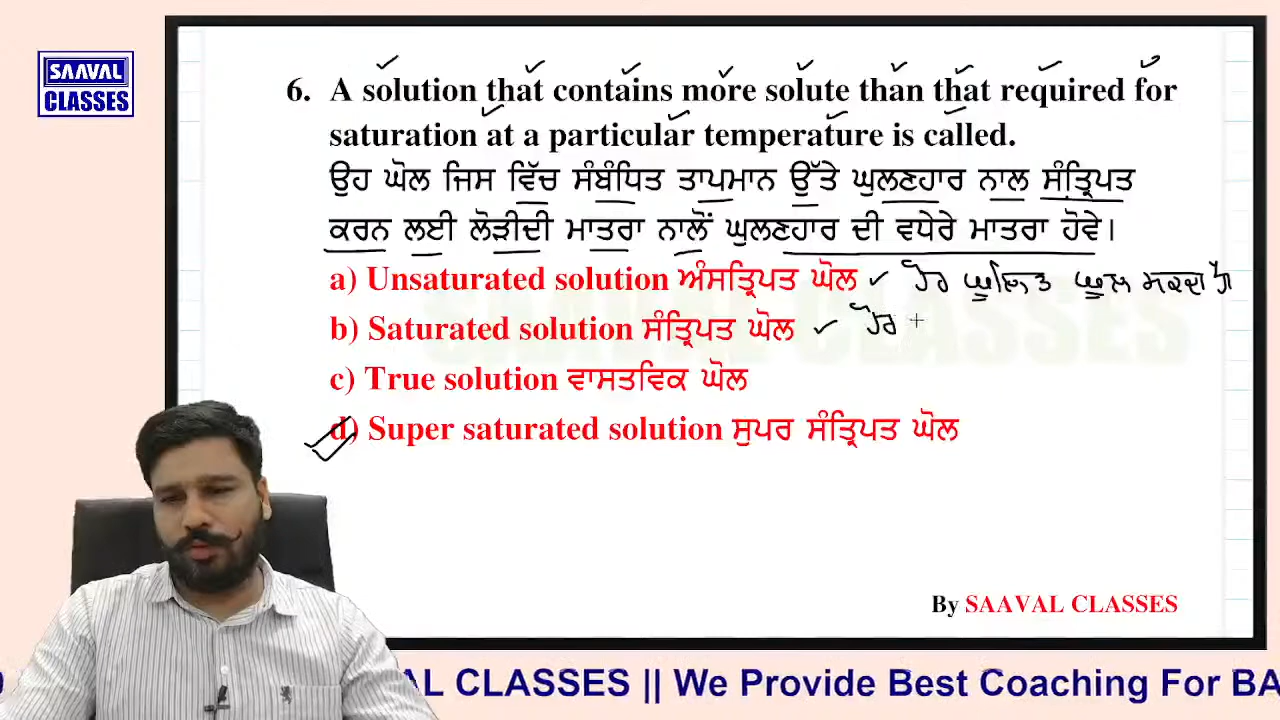 SAAVAL
CLASSES
6. A solution that contains more solute than that required for
saturation at a particular temperature is called.
ਉਹ ਘੋਲ ਜਿਸ ਵਿੱਚ ਸੰਬੰਧਿਤ ਤਾਪਮਾਨ ਉੱਤੇ ਘੁਲਣਹਾਰ ਨਾਲ ਸੰਤ੍ਰਿਪਤ
ਕਰਨ ਲਈ ਲੋੜੀਦੀ ਮਾਤਰਾ ਨਾਲੋਂ ਘੁਲਣਹਾਰ ਦੀ ਵਧੇਰੇ ਮਾਤਰਾ ਹੋਵੇ।
a) Unsaturated solution ਅੰਸਤ੍ਰਿਪਤ ਘੋਲ ਹੋਰ ਘੁਲਿਤ ਘੁਲ ਸਕਦਾ ਹੈ
b) Saturated solution ਸੰਤ੍ਰਿਪਤ ਘੋਲ ਹੋਰ
c) True solution ਵਾਸਤਵਿਕ ਘੋਲ
d) Super saturated solution ਸੁਪਰ ਸੰਤ੍ਰਿਪਤ ਘੋਲ
By SAAVAL CLASSES
AL CLASSES || We Provide Best Coaching For BA